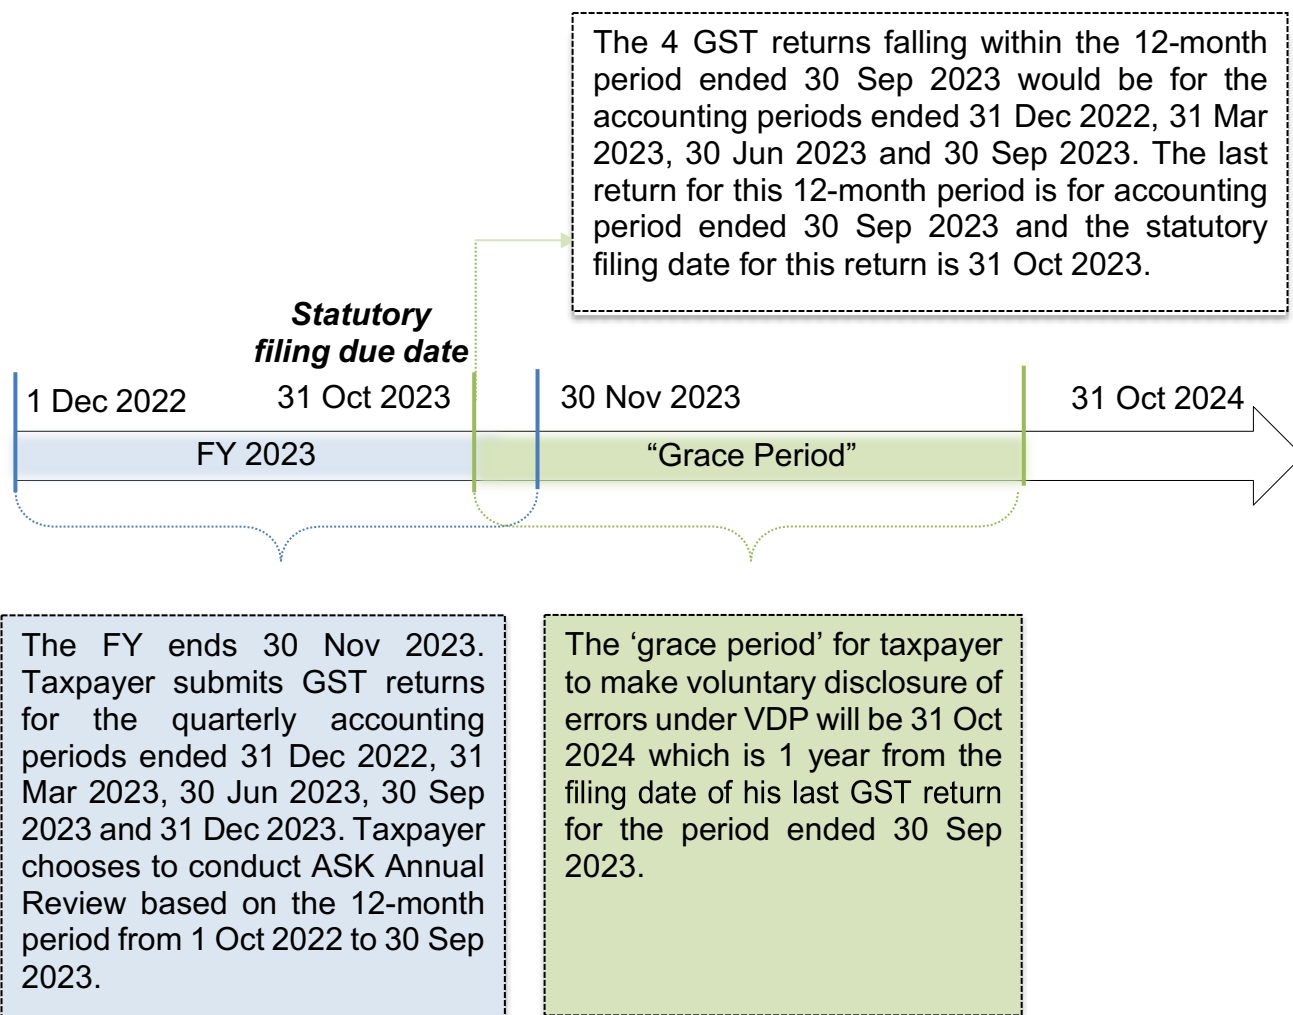 The 4 GST returns falling within the 12-month
period ended 30 Sep 2023 would be for the
accounting periods ended 31 Dec 2022, 31 Mar
2023, 30 Jun 2023 and 30 Sep 2023. The last
return for this 12-month period is for accounting
period ended 30 Sep 2023 and the statutory
filing date for this return is 31 Oct 2023.
Statutory
filing due date
1 Dec 2022
31 Oct 2023
30 Nov 2023
31 Oct 2024
FY 2023
“Grace Period”
The FY ends 30 Nov 2023.
Taxpayer submits GST returns
for the quarterly accounting
periods ended 31 Dec 2022, 31
Mar 2023, 30 Jun 2023, 30 Sep
2023 and 31 Dec 2023. Taxpayer
chooses to conduct ASK Annual
Review based on the 12-month
period from 1 Oct 2022 to 30 Sep
2023.
The ‘grace period’ for taxpayer
to make voluntary disclosure of
errors under VDP will be 31 Oct
2024 which is 1 year from the
filing date of his last GST return
for the period ended 30 Sep
2023.